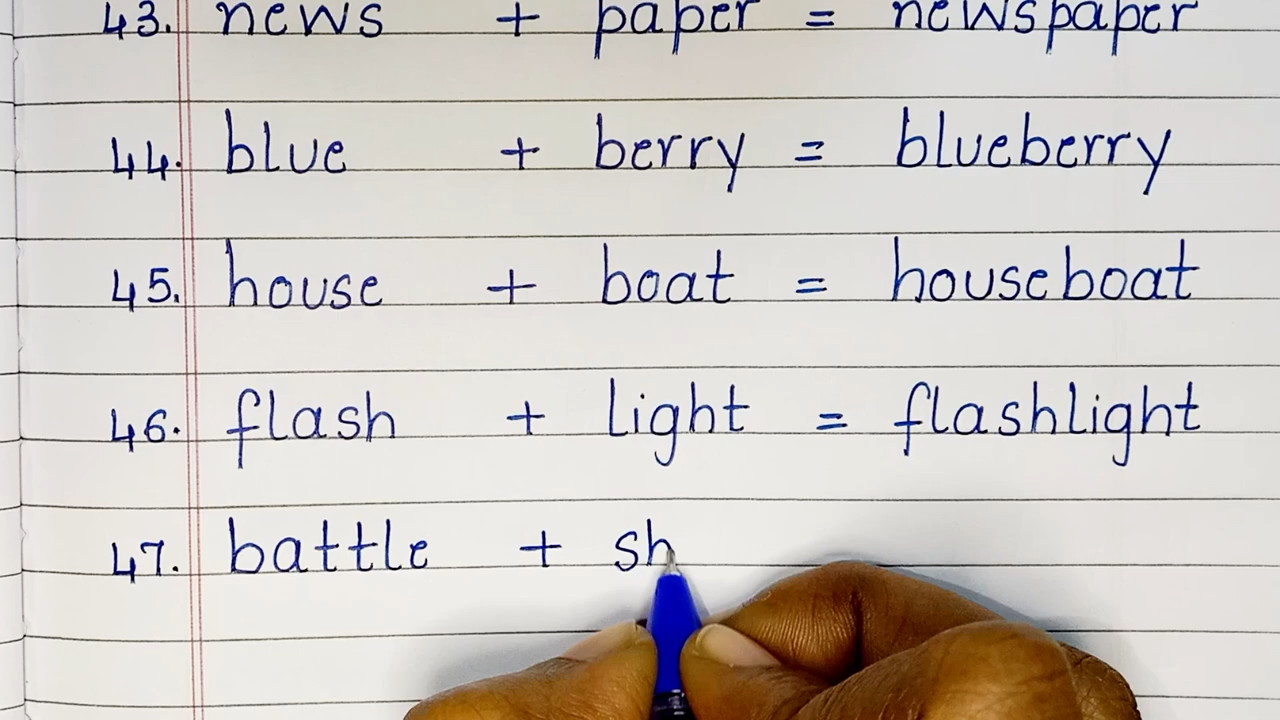 43. news + paper = newspaper
44. blue + berry = blueberry
45. house + boat = houseboat
46. flash + light = flashlight
47. battle + sh